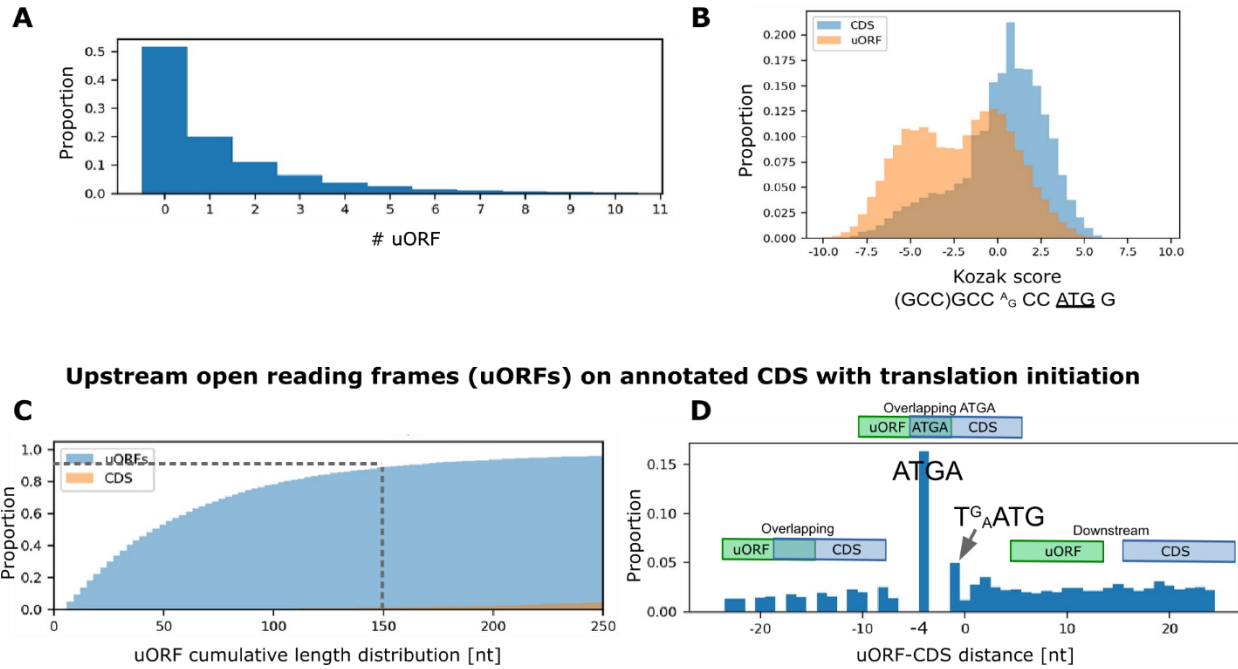 A
Proportion
0.5
0.4
0.3
0.2
0.1
0.0
0 1 2 3 4 5 6 7 8 9 10 11
# uORF
B
CDS
uORF
Proportion
0.200
0.175
0.150
0.125
0.100
0.075
0.050
0.025
0.000
-10.0 -7.5 -5.0 -2.5 0.0 2.5 5.0 7.5 10.0
Kozak score
(GCC)GCC A G CC ATG G
Upstream open reading frames (uORFs) on annotated CDS with translation initiation
C
uORFs
CDS
Proportion
1.0
0.8
0.6
0.4
0.2
0.0
0 50 100 150 200 250
uORF cumulative length distribution [nt]
D
Overlapping ATGA
uORF ATGA CDS
ATGA
T G A ATG
Overlapping
uORF CDS
Downstream
uORF CDS
Proportion
0.15
0.10
0.05
0.00
-20 -10 -4 0 10 20
uORF-CDS distance [nt]